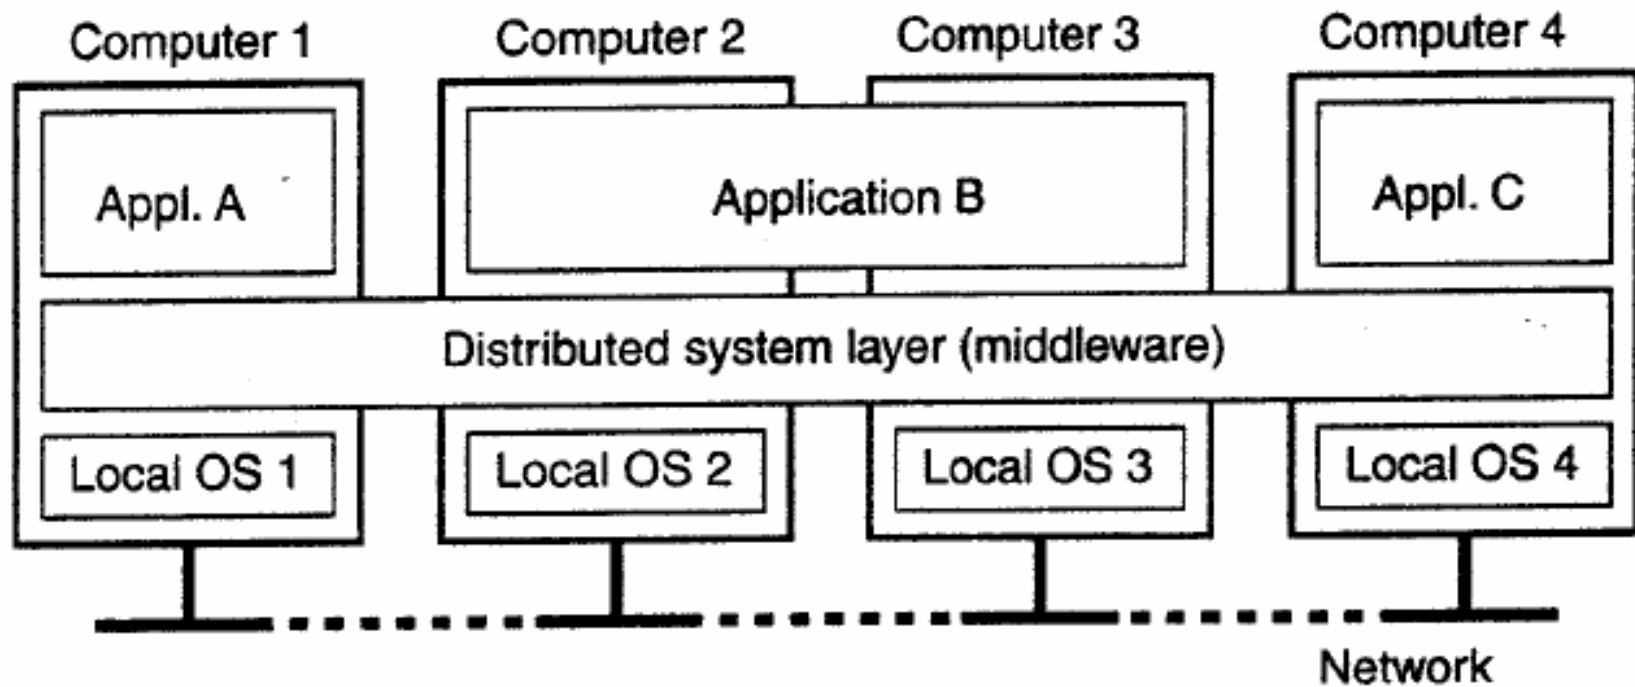 Computer 1
Computer 2
Computer 3
Computer 4
Appl. A
Application B
Appl. C
Distributed system layer (middleware)
Local OS 1
Local OS 2
Local OS 3
Local OS 4
Network